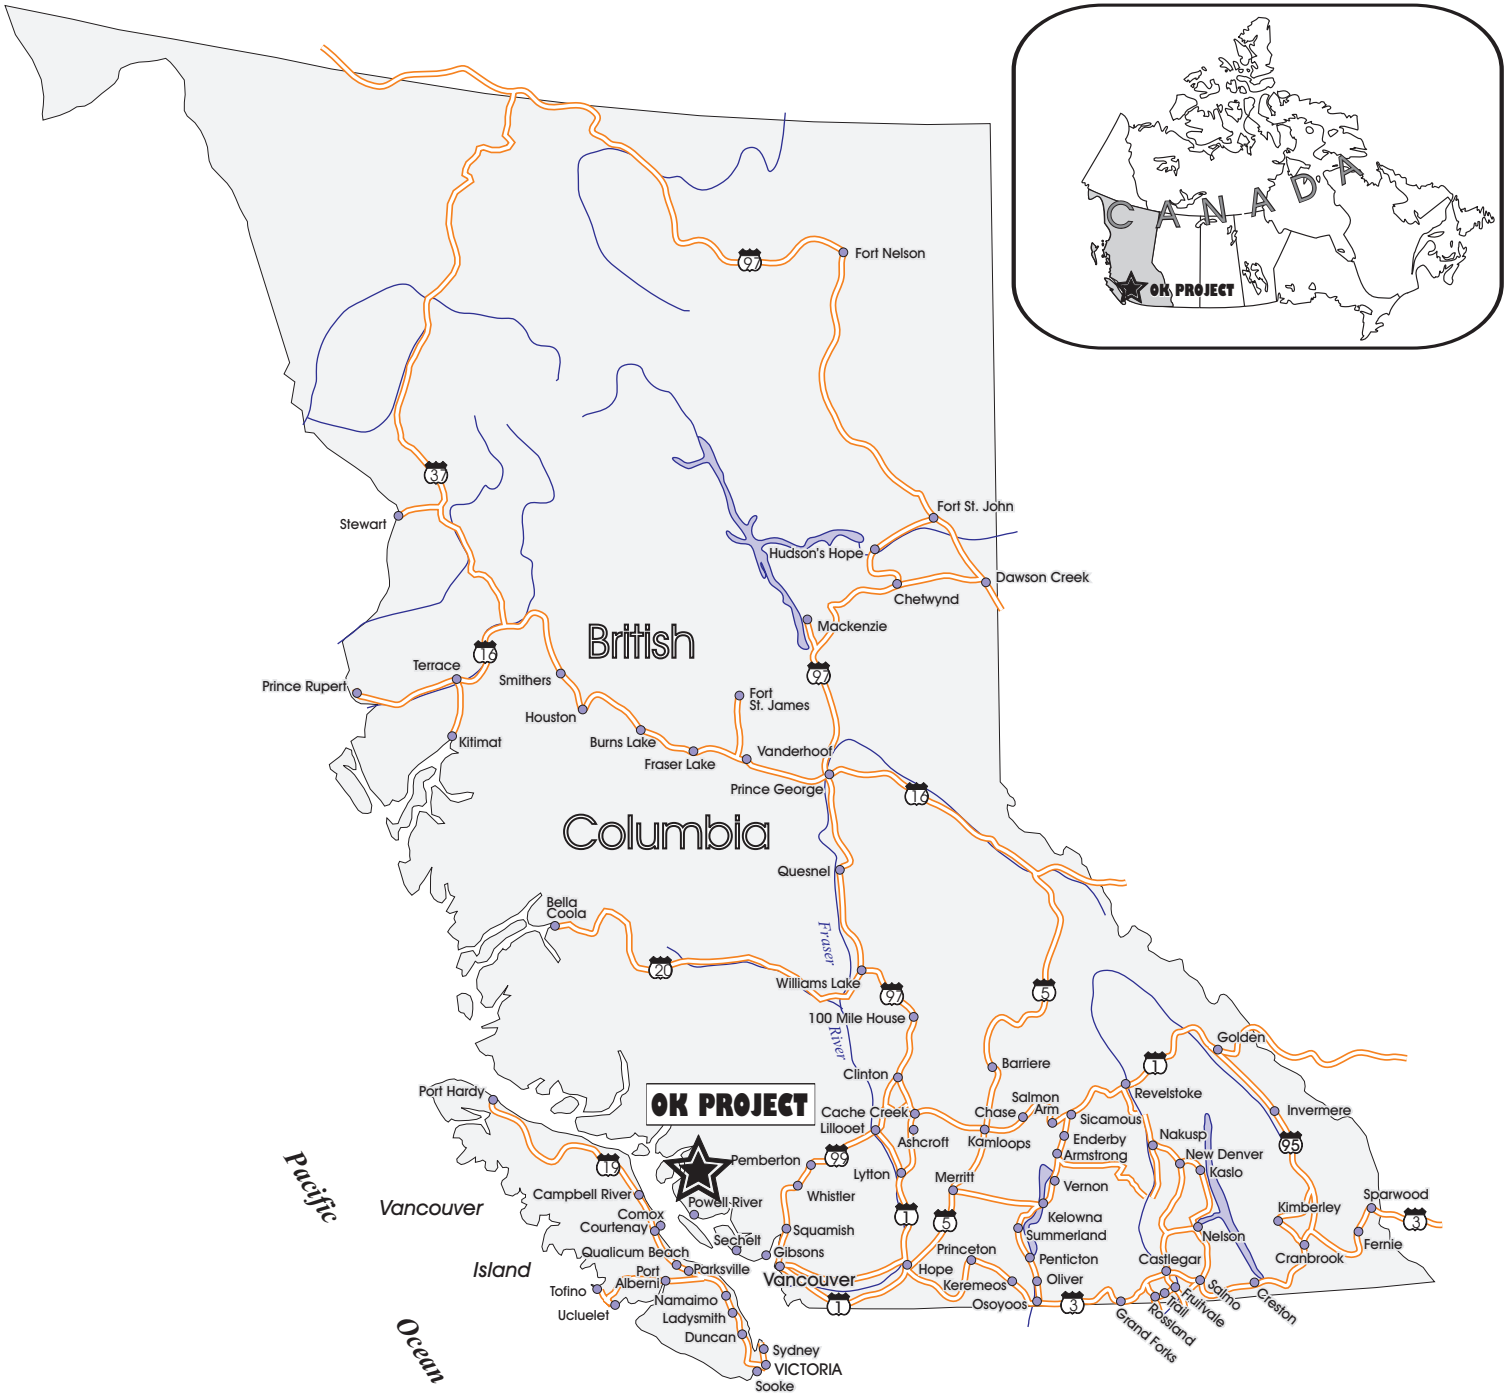 CANADA
OK PROJECT
97
Fort Nelson
37
Stewart
Fort St. John
Hudson's Hope
Dawson Creek
Chetwynd
Mackenzie
British
16
Terrace
Prince Rupert
Smithers
97
Fort
St. James
Houston
Kitimat
Burns Lake
Vanderhoof
Fraser Lake
Prince George
16
Columbia
Quesnel
Bella
Coola
Fraser
20
Williams Lake
97
5
100 Mile House
River
Golden
Clinton
Barriere
1
Port Hardy
Revelstoke
OK PROJECT
Salmon
Arm
Cache Creek
Chase
Invermere
Lillooet
Sicamous
Ashcroft
Kamloops
Enderby
Nakusp
95
Armstrong
New Denver
99
Pemberton
19
Kaslo
Lytton
Merritt
Pacific
Whistler
Vernon
Campbell River
Sparwood
Powell River
Vancouver
Kimberley
Comox
1
5
Kelowna
3
Courtenay
Squamish
Summerland
Nelson
Sechelt
Fernie
Qualicum Beach
Gibsons
Princeton
Penticton
Castlegar
Cranbrook
Island
Port
Alberni
Parksville
Hope
Vancouver
Keremeos
Oliver
Salmo
Tofino
Fruitvale
Creston
Namaimo
1
Osoyoos
3
Trail
Ucluelet
Rossland
Ladysmith
Grand Forks
Duncan
Ocean
Sydney
VICTORIA
Sooke